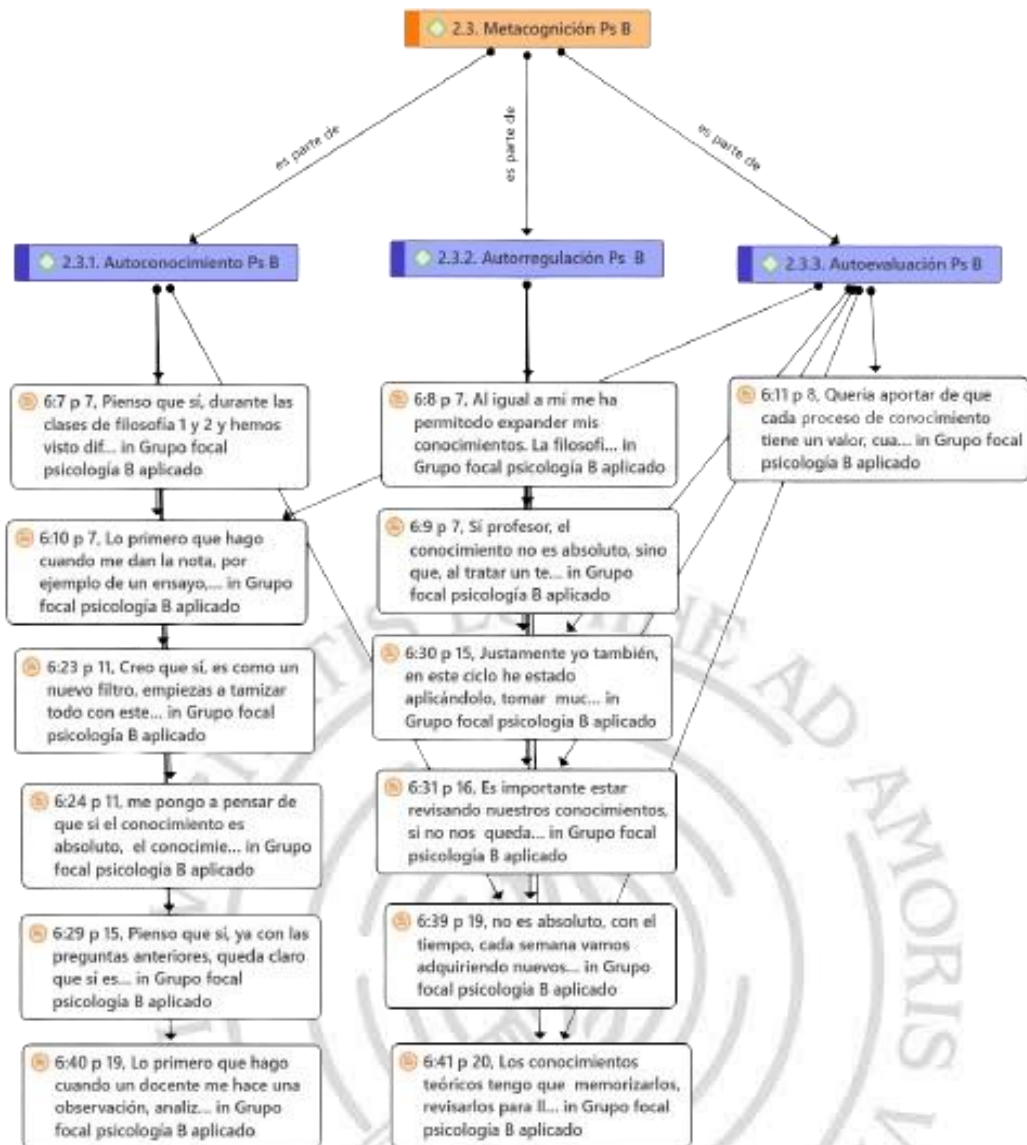 2.3. Metacognición Ps B
es parte de
es parte de
es parte de
2.3.1. Autoconocimiento Ps B
2.3.2. Autorregulación Ps B
2.3.3. Autoevaluación Ps B
6:7 p 7, Pienso que sí, durante las
clases de filosofía 1 y 2 y hemos
visto dif... in Grupo focal
psicología B aplicado
6:10 p 7, Lo primero que hago
cuando me dan la nota, por
ejemplo de un ensayo,... in Grupo
focal psicología B aplicado
6:23 p 11, Creo que sí, es como un
nuevo filtro, empiezas a tamizar
todo con este... in Grupo focal
psicología B aplicado
6:24 p 11, me pongo a pensar de
que si el conocimiento es
absoluto, el conocimie... in Grupo
focal psicología B aplicado
6:29 p 15, Pienso que sí, ya con las
preguntas anteriores, queda claro
que sí es... in Grupo focal
psicología B aplicado
6:40 p 19, Lo primero que hago
cuando un docente me hace una
observación, analiz... in Grupo
focal psicología B aplicado
6:8 p 7, Al igual a mí me ha
permitodo expander mis
conocimientos. La filosofí... in
Grupo focal psicología B aplicado
6:9 p 7, Sí profesor, el
conocimiento no es absoluto, sino
que, al tratar un te... in Grupo
focal psicología B aplicado
6:30 p 15, Justamente yo también,
en este ciclo he estado
aplicándolo, tomar muc... in
Grupo focal psicología B aplicado
6:31 p 16, Es importante estar
revisando nuestros conocimientos,
si no nos queda... in Grupo focal
psicología B aplicado
6:39 p 19, no es absoluto, con el
tiempo, cada semana vamos
adquiriendo nuevos... in Grupo
focal psicología B aplicado
6:41 p 20, Los conocimientos
teóricos tengo que memorizarlos,
revisarlos para ll... in Grupo
focal psicología B aplicado
6:11 p 8, Quería aportar de que
cada proceso de conocimiento
tiene un valor, cua... in Grupo focal
psicología B aplicado
AD AMORIS